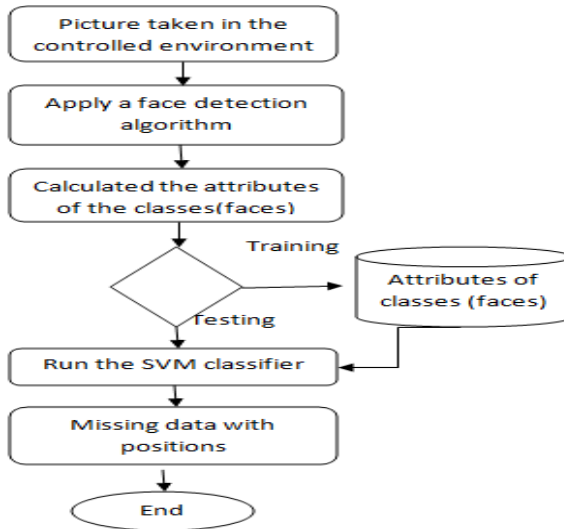 Picture taken in the
controlled environment
Apply a face detection
algorithm
Calculated the attributes
of the classes(faces)
Training
Attributes of
classes (faces)
Testing
Run the SVM classifier
Missing data with
positions
End